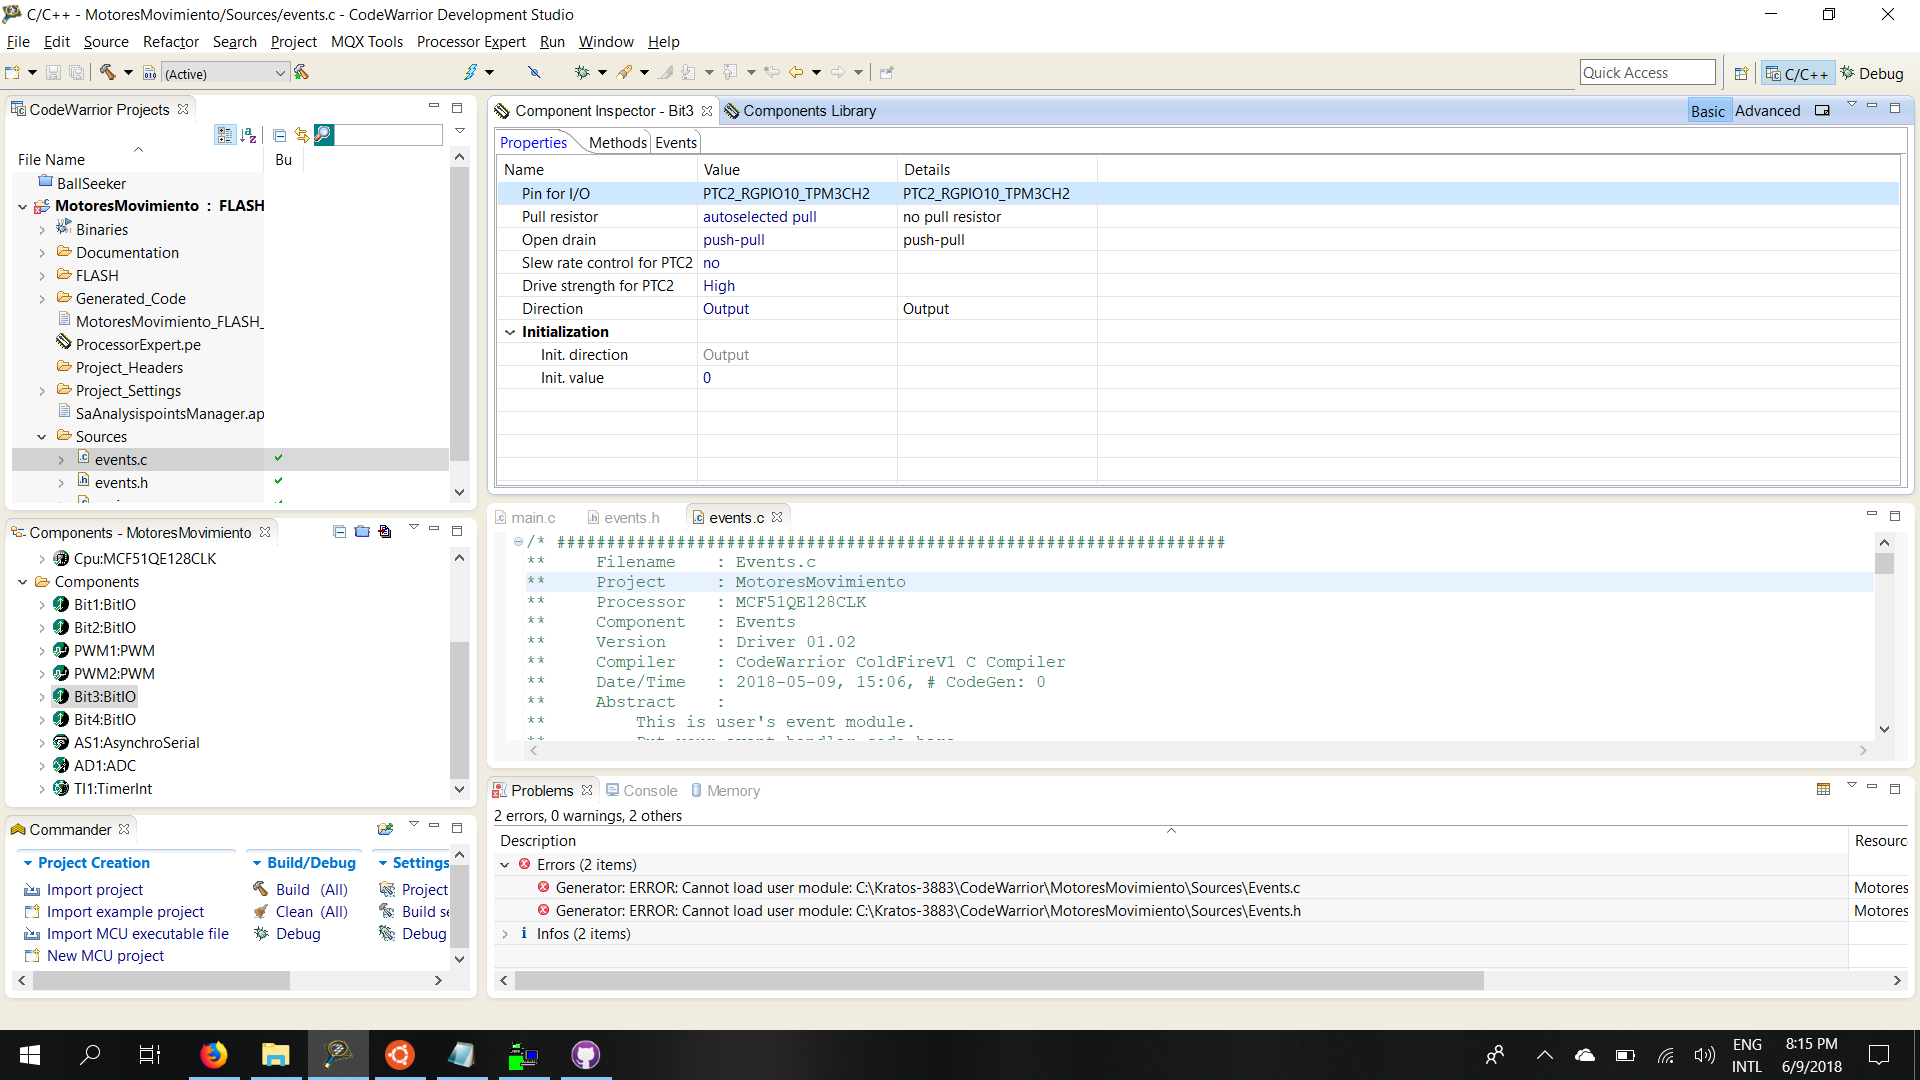 C/C++ - MotoresMovimiento/Sources/events.c - CodeWarrior Development Studio
File Edit Source Refactor Search Project MQX Tools Processor Expert Run Window Help
(Active)
Quick Access
C/C++
Debug
CodeWarrior Projects
File Name Bu
BallSeeker
MotoresMovimiento : FLASH
Binaries
Documentation
FLASH
Generated_Code
MotoresMovimiento_FLASH_
ProcessorExpert.pe
Project_Headers
Project_Settings
SaAnalysispointsManager.ap
Sources
events.c
events.h
Components - MotoresMovimiento
Cpu:MCF51QE128CLK
Components
Bit1:BitIO
Bit2:BitIO
PWM1:PWM
PWM2:PWM
Bit3:BitIO
Bit4:BitIO
AS1:AsynchroSerial
AD1:ADC
TI1:TimerInt
Commander
Project Creation
Import project
Import example project
Import MCU executable file
New MCU project
Build/Debug
Build (All)
Clean (All)
Debug
Settings
Project
Build se
Debug
Component Inspector - Bit3 Components Library
Basic Advanced
Properties Methods Events
Name Value Details
Pin for I/O PTC2_RGPIO10_TPM3CH2 PTC2_RGPIO10_TPM3CH2
Pull resistor autoselected pull no pull resistor
Open drain push-pull push-pull
Slew rate control for PTC2 no
Drive strength for PTC2 High
Direction Output Output
Initialization
Init. direction Output
Init. value 0
main.c events.h events.c
/* ###################################################################
** Filename : Events.c
** Project : MotoresMovimiento
** Processor : MCF51QE128CLK
** Component : Events
** Version : Driver 01.02
** Compiler : CodeWarrior ColdFireV1 C Compiler
** Date/Time : 2018-05-09, 15:06, # CodeGen: 0
** Abstract :
** This is user's event module.
** Put your event handler code here.
Problems Console Memory
2 errors, 0 warnings, 2 others
Description Resourc
Errors (2 items)
Generator: ERROR: Cannot load user module: C:\Kratos-3883\CodeWarrior\MotoresMovimiento\Sources\Events.c Motores
Generator: ERROR: Cannot load user module: C:\Kratos-3883\CodeWarrior\MotoresMovimiento\Sources\Events.h Motores
Infos (2 items)
ENG
INTL
8:15 PM
6/9/2018